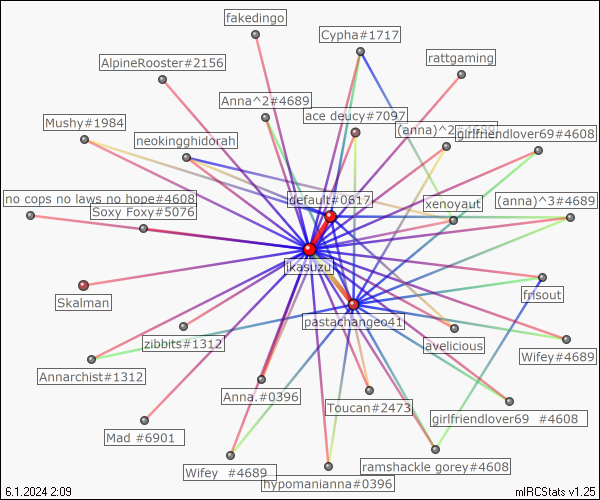 fakedingo
Cypha#1717
AlpineRooster#2156
rattgaming
Anna^2#4689
ace deucy#7097
Mushy#1984
neokingghidorah
girlfriendlover69#4608
no cops no laws no hope#4608
default#0617
xenoyaut
(anna)^3#4689
Soxy Foxy#5076
ikasuzu
Skalman
frisout
pastachangeo41
zibbits#1312
avelicious
Wifey#4689
Annarchist#1312
Anna.#0396
Toucan#2473
girlfriendlover69 #4608
Mad #6901
Wifey #4689
ramshackle gorey#4608
hypomanianna#0396
6.1.2024 2:09
mIRCStats v1.25